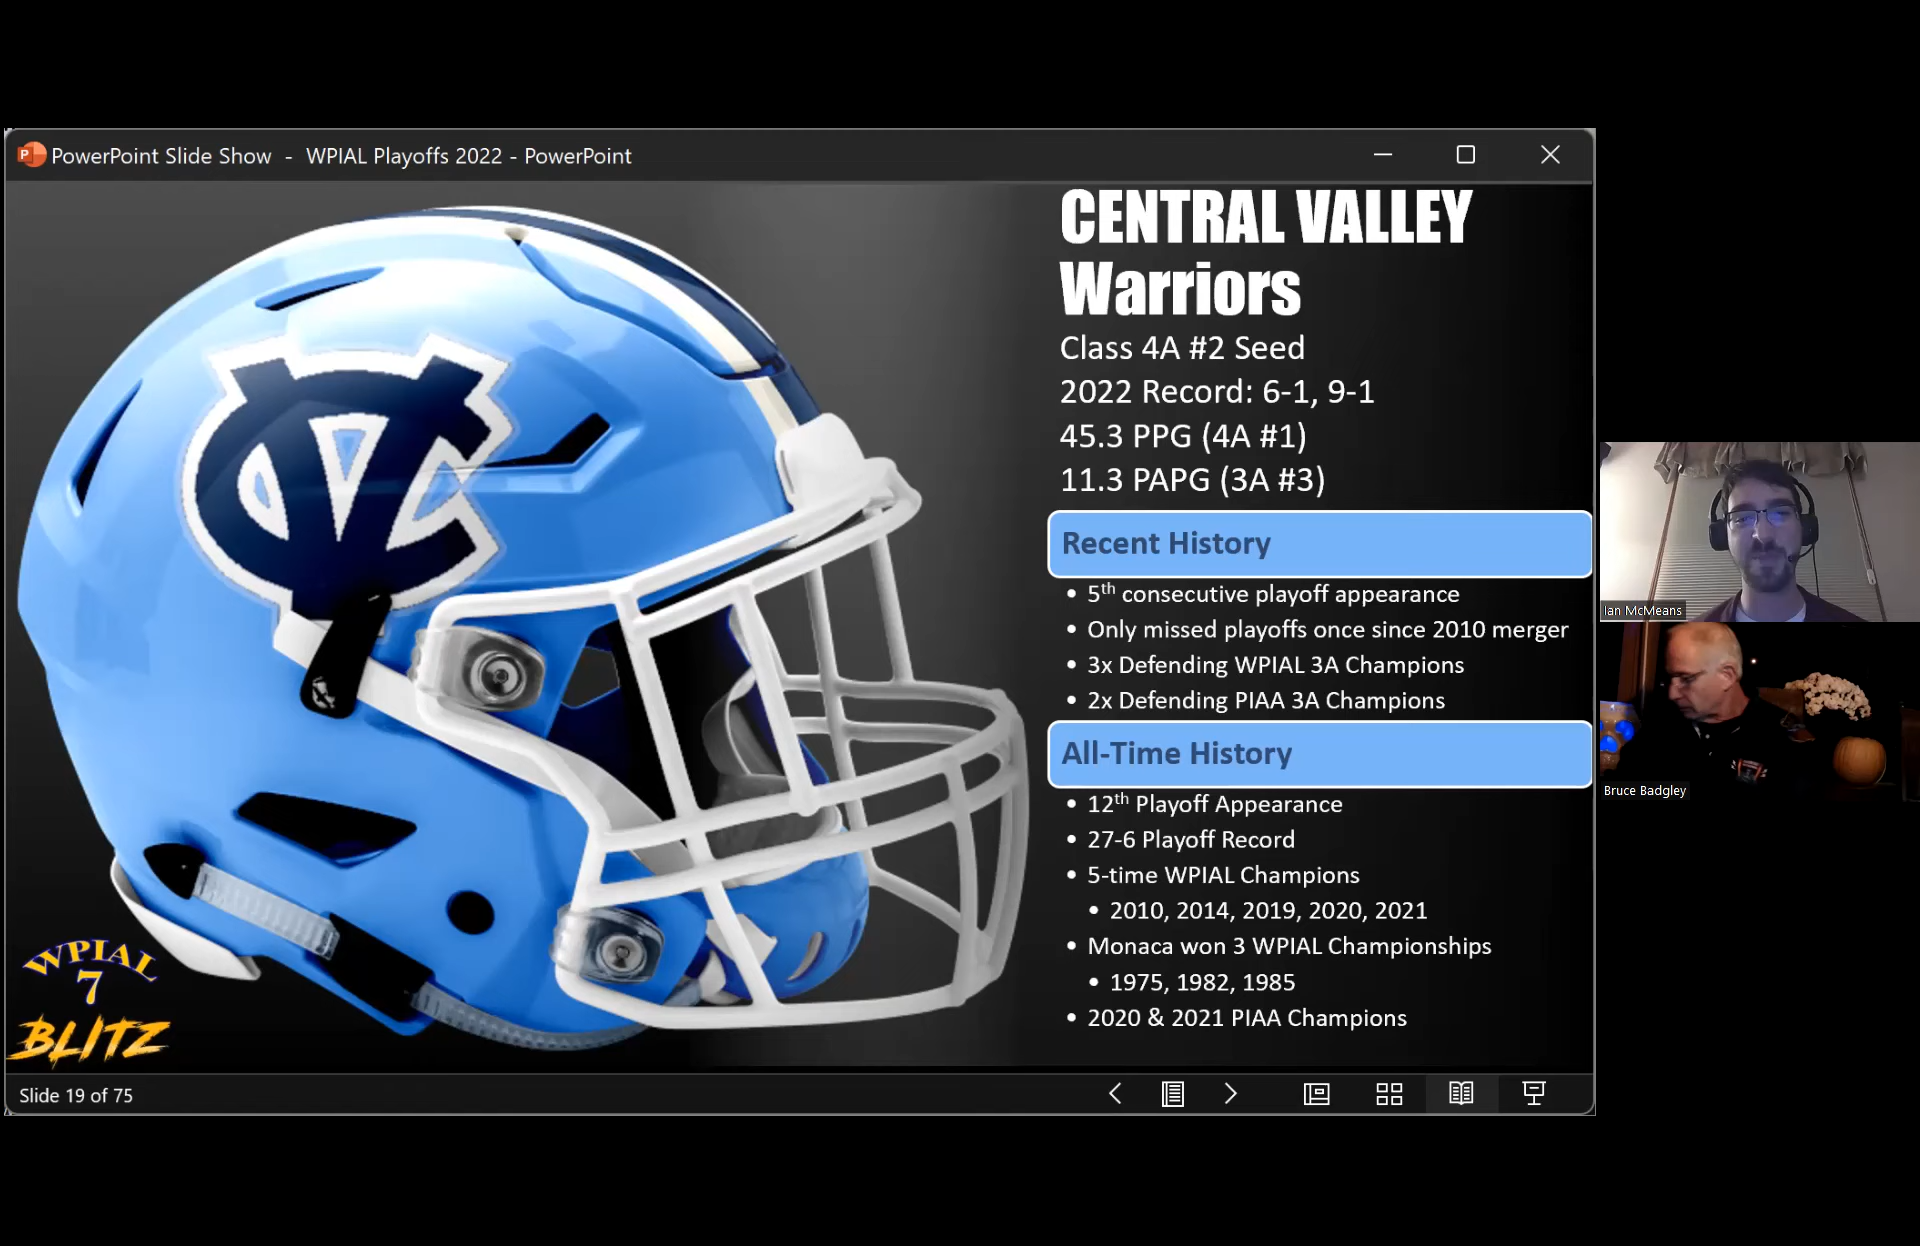 PowerPoint Slide Show - WPIAL Playoffs 2022 - PowerPoint
CENTRAL VALLEY
Warriors
Class 4A #2 Seed
2022 Record: 6-1, 9-1
45.3 PPG (4A #1)
11.3 PAPG (3A #3)
Recent History
• 5th consecutive playoff appearance
• Only missed playoffs once since 2010 merger
• 3x Defending WPIAL 3A Champions
• 2x Defending PIAA 3A Champions
All-Time History
• 12th Playoff Appearance
• 27-6 Playoff Record
• 5-time WPIAL Champions
• 2010, 2014, 2019, 2020, 2021
• Monaca won 3 WPIAL Championships
• 1975, 1982, 1985
• 2020 & 2021 PIAA Champions
CV
WPIAL
7
BLITZ
Slide 19 of 75
Ian McMeans
Bruce Badgley